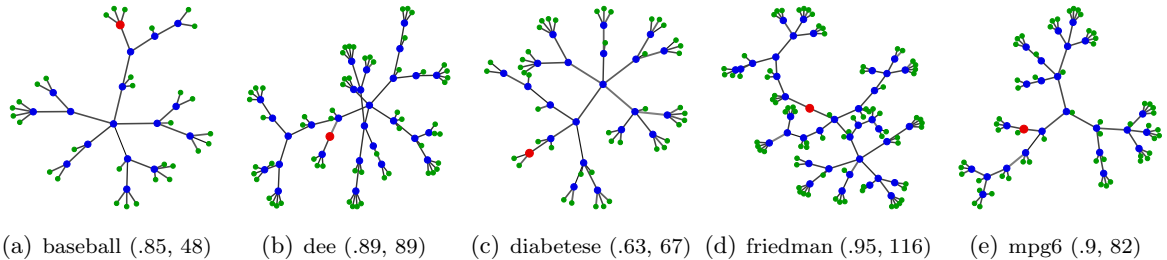 (a) baseball (.85, 48) (b) dee (.89, 89) (c) diabetese (.63, 67) (d) friedman (.95, 116) (e) mpg6 (.9, 82)